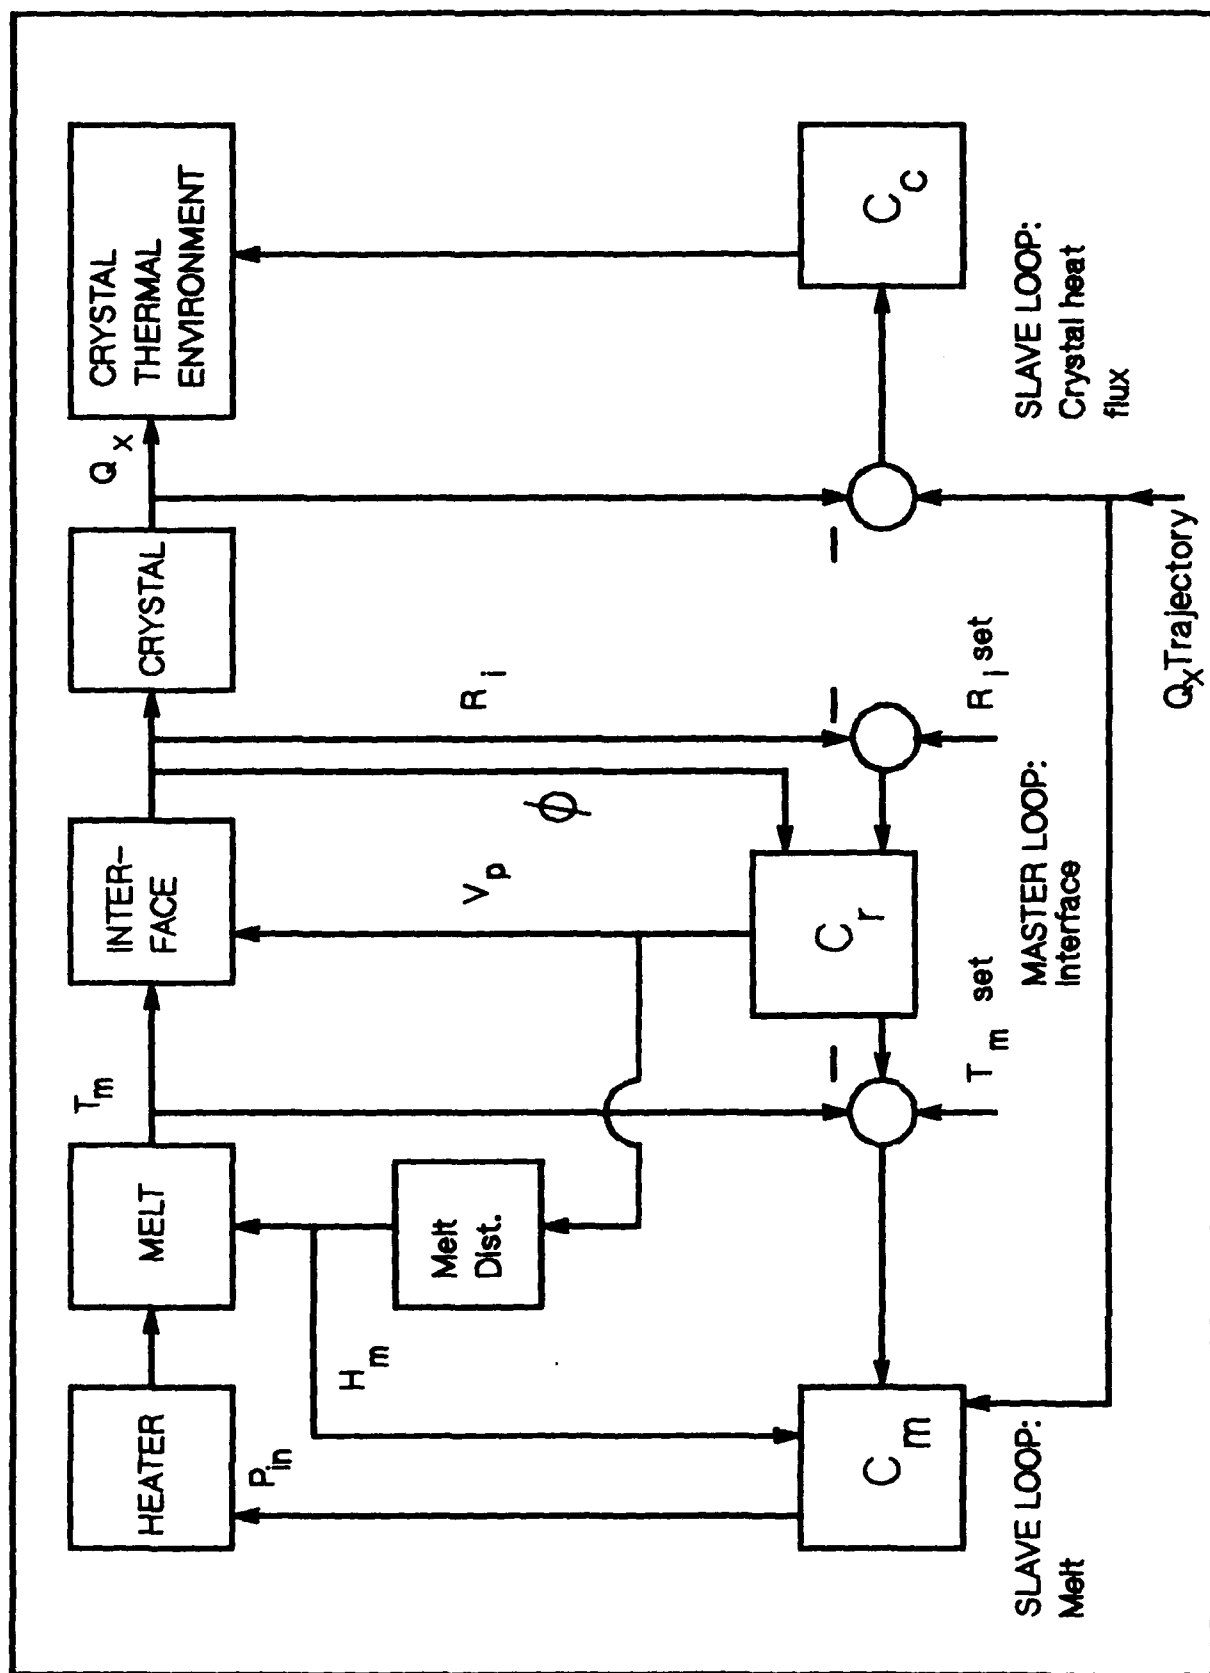 HEATER
MELT
INTER-
FACE
CRYSTAL
CRYSTAL
THERMAL
ENVIRONMENT
T_m
Q_x
P_in
H_m
Melt
Dist.
V_p
ϕ
R_i
C_m
C_r
C_c
SLAVE LOOP:
Melt
T_m set
MASTER LOOP:
Interface
R_i set
SLAVE LOOP:
Crystal heat
flux
Q_x Trajectory